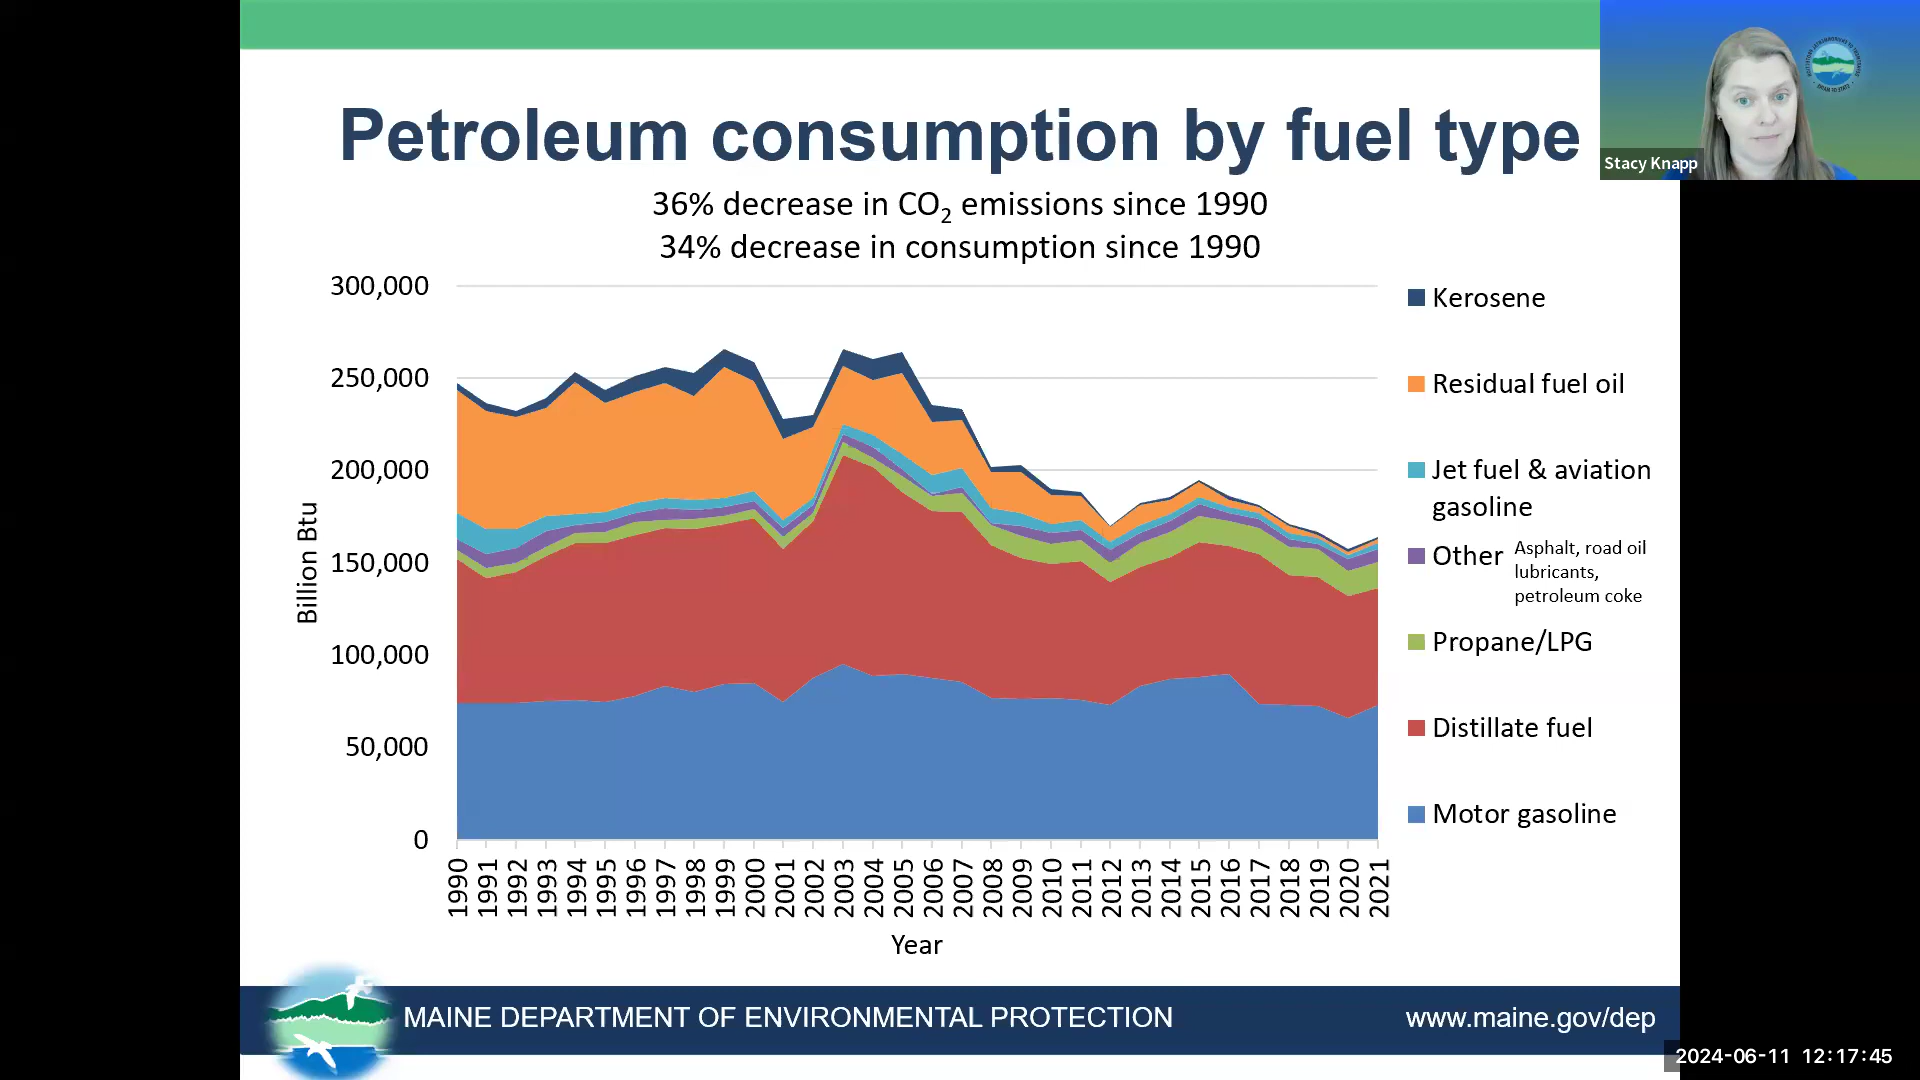 Petroleum consumption by fuel type
Stacy Knapp
36% decrease in CO₂ emissions since 1990
34% decrease in consumption since 1990
300,000
250,000
200,000
150,000
100,000
50,000
0
Billion Btu
1990
1991
1992
1993
1994
1995
1996
1997
1998
1999
2000
2001
2002
2003
2004
2005
2006
2007
2008
2009
2010
2011
2012
2013
2014
2015
2016
2017
2018
2019
2020
2021
Year
Kerosene
Residual fuel oil
Jet fuel & aviation
gasoline
Other
Asphalt, road oil
lubricants,
petroleum coke
Propane/LPG
Distillate fuel
Motor gasoline
MAINE DEPARTMENT OF ENVIRONMENTAL PROTECTION
www.maine.gov/dep
2024-06-11 12:17:45